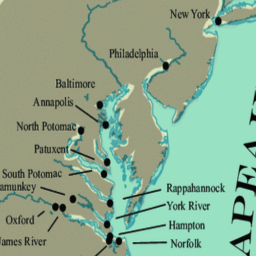 New York
Philadelphia
Baltimore
Annapolis
North Potomac
Patuxent
South Potomac
amunkey
Rappahannock
York River
Oxford
Hampton
James River
Norfolk
APEA